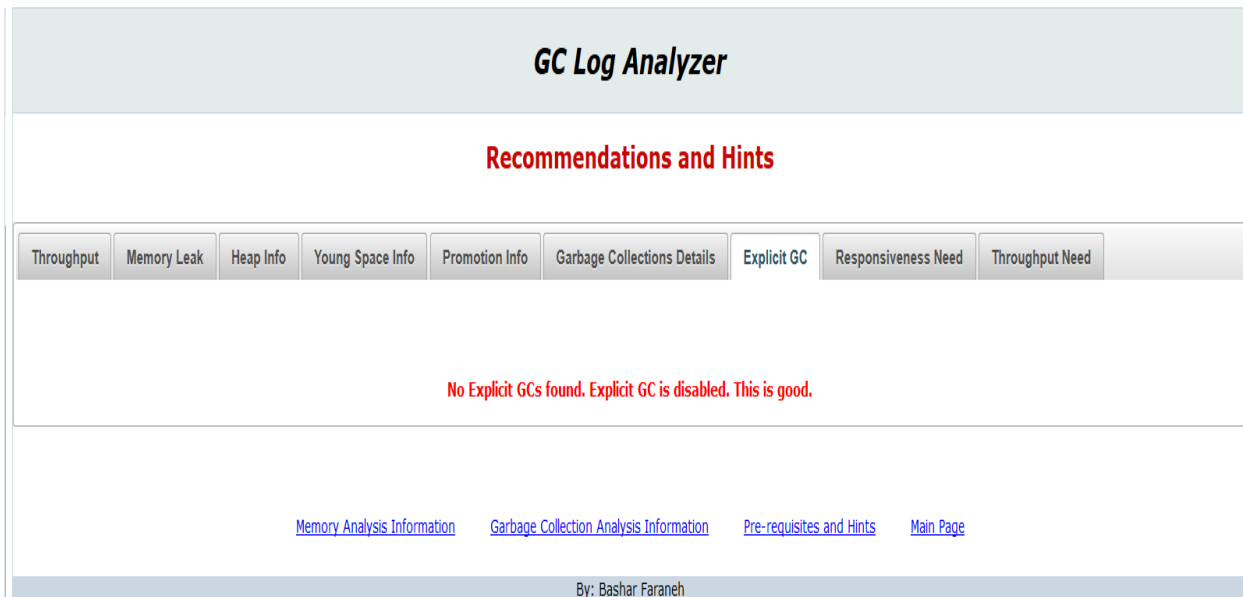 GC Log Analyzer
Recommendations and Hints
Throughput Memory Leak Heap Info Young Space Info Promotion Info Garbage Collections Details Explicit GC Responsiveness Need Throughput Need
No Explicit GCs found. Explicit GC is disabled. This is good.
Memory Analysis Information Garbage Collection Analysis Information Pre-requisites and Hints Main Page
By: Bashar Faraneh